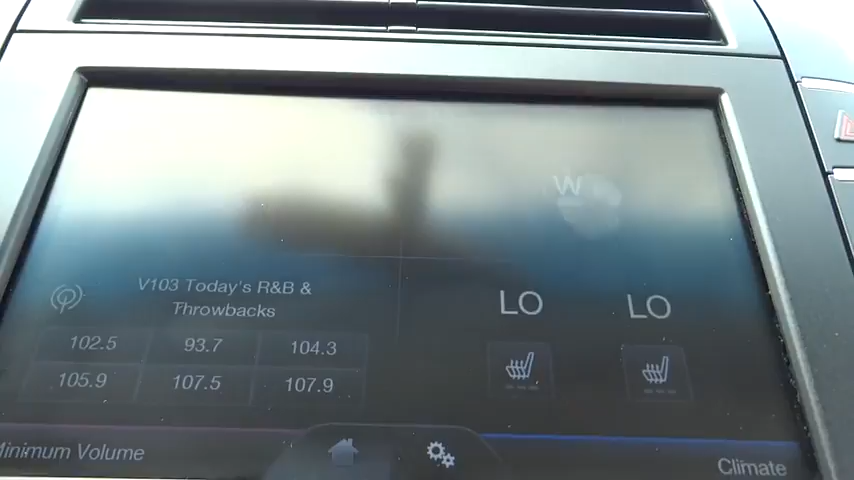 W
V103 Today's R&B &
Throwbacks
LO LO
102.5 93.7 104.3
105.9 107.5 107.9
Minimum Volume
Climate